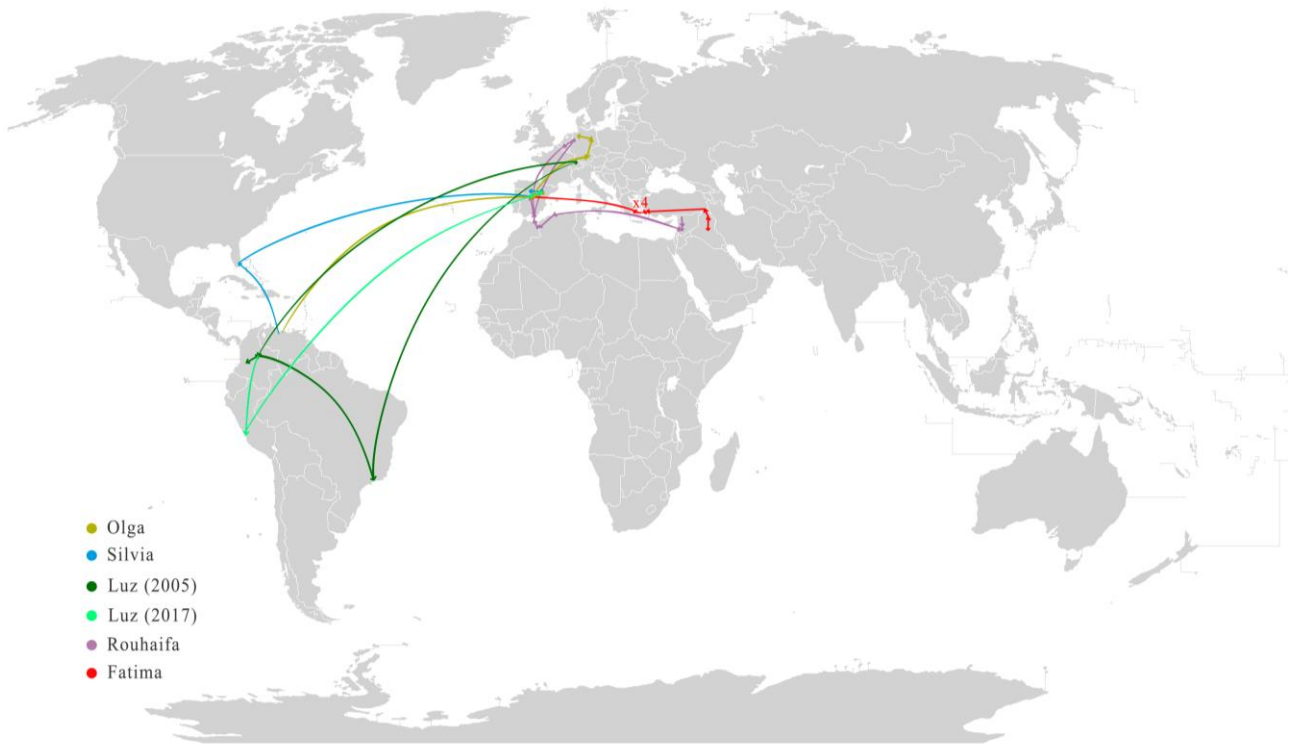 x4
Olga
Silvia
Luz (2005)
Luz (2017)
Rouhaifa
Fatima